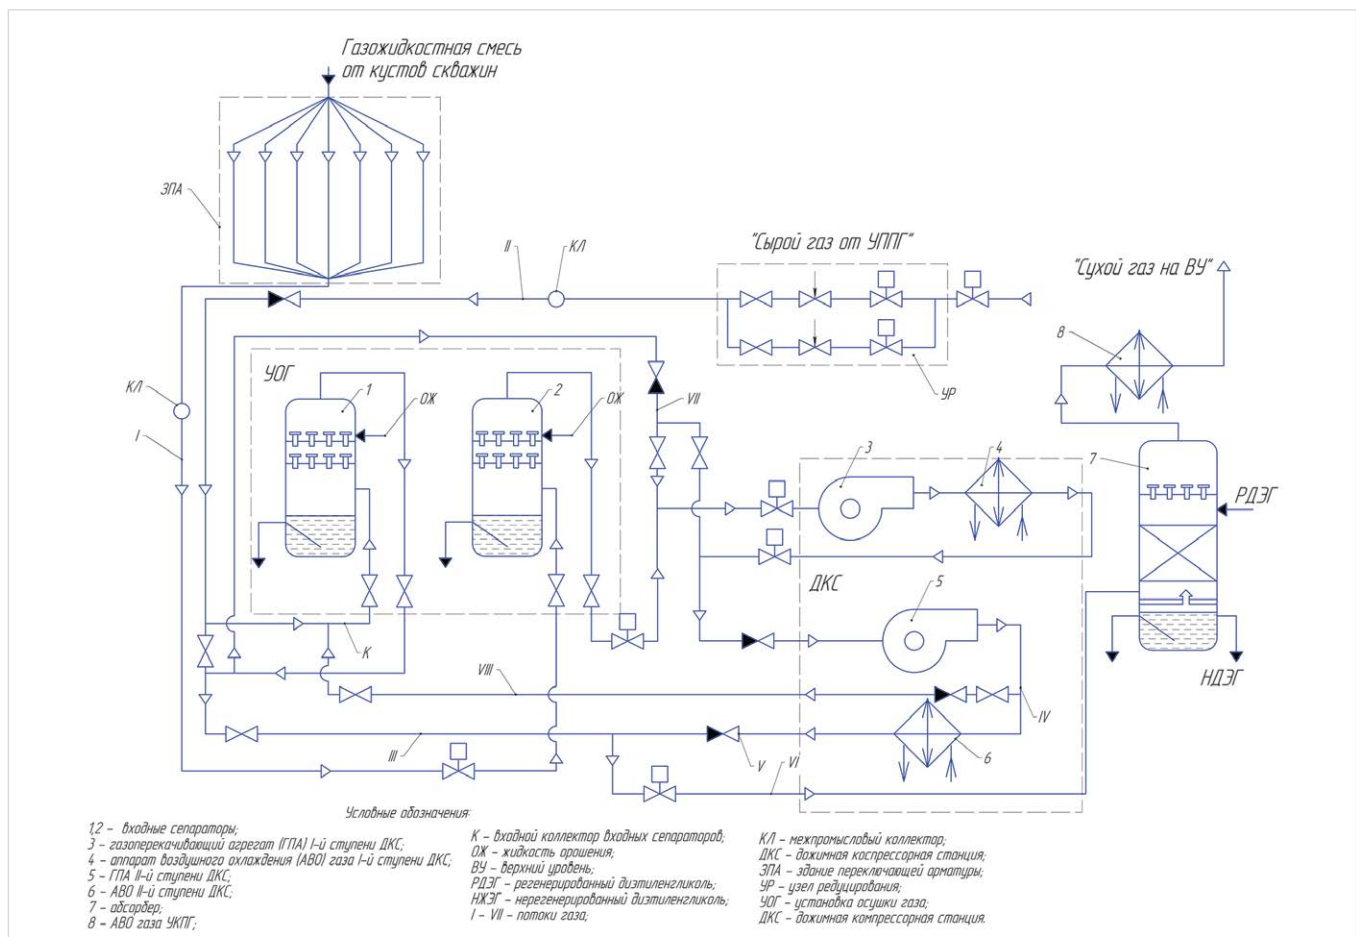 Газожидкостная смесь
от кустов скважин
ЗПА
II
КЛ
"Сырой газ от УППГ"
"Сухой газ на ВУ"
8
УР
УОГ
1
ОЖ
2
ОЖ
VII
КЛ
I
3
4
7
РДЭГ
ДКС
5
К
VIII
НДЭГ
IV
III
V
VI
6
Условные обозначения:
1,2 – входные сепараторы;
3 – газоперекачивающий агрегат (ГПА) I-й ступени ДКС;
4 – аппарат воздушного охлаждения (АВО) газа I-й ступени ДКС;
5 – ГПА II-й ступени ДКС;
6 – АВО II-й ступени ДКС;
7 – абсорбер;
8 – АВО газа УКПГ;
К – входной коллектор входных сепараторов;
ОЖ – жидкость орошения;
ВУ – верхний уровень;
РДЭГ – регенерированный диэтиленгликоль;
НЖЭГ – нерегенерированный диэтиленгликоль;
I – VII – потоки газа;
КЛ – межпромысловый коллектор;
ДКС – дожимная коспрессорная станция;
ЗПА – здание переключающей арматуры;
УР – узел редуцирования;
УОГ – установка осушки газа;
ДКС – дожимная компрессорная станция.